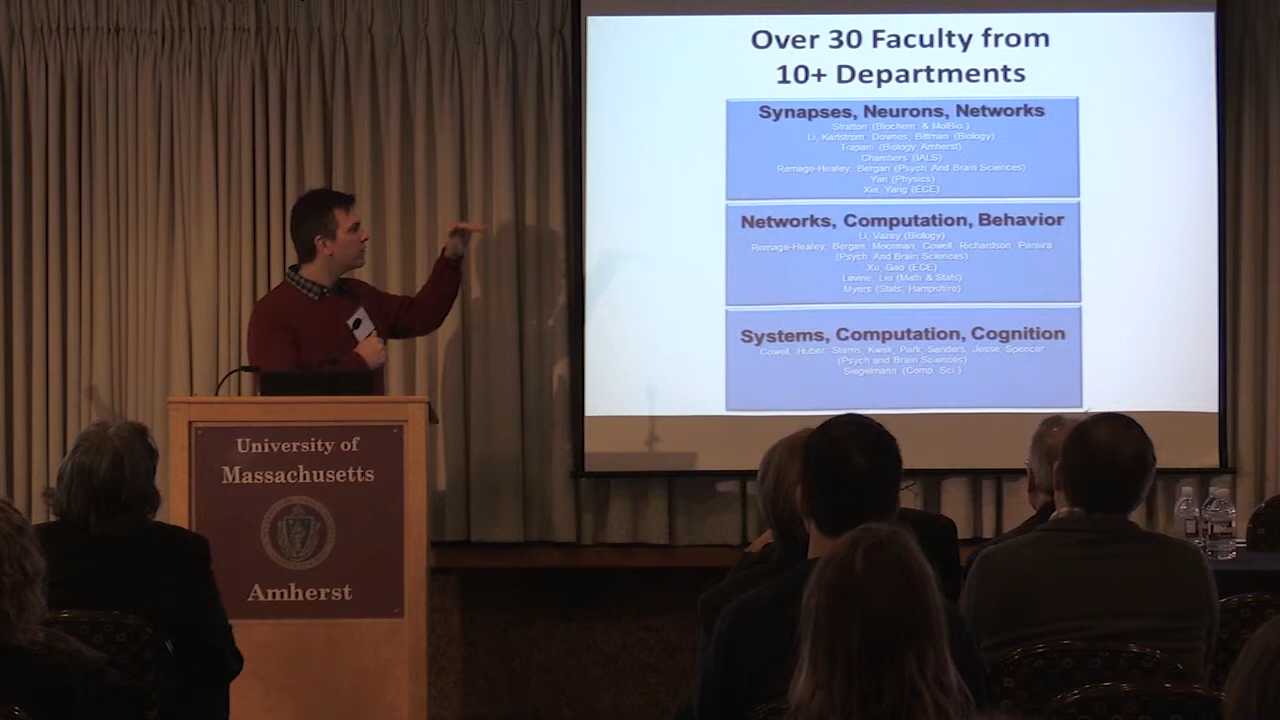 Over 30 Faculty from
10+ Departments
Synapses, Neurons, Networks
Stratton (Biochem & MolBio )
Li, Karlstrom, Downes, Bittman (Biology)
Trapani (Biology, Amherst)
Chambers (IALS)
Remage-Healey, Bergan (Psych And Brain Sciences)
Yan (Physics)
Xia, Yang (ECE)
Networks, Computation, Behavior
Li, Vazey (Biology)
Remage-Healey, Bergan, Moorman, Cowell, Richardson, Pereira
(Psych And Brain Sciences)
Xu, Gao (ECE)
Lavine, Liu (Math & Stats)
Myers (Stats, Hampshire)
Systems, Computation, Cognition
Cowell, Huber, Starns, Kwak, Park, Sanders, Jesse, Spencer
(Psych and Brain Sciences)
Siegelmann (Comp. Sci.)
University of
Massachusetts
Amherst